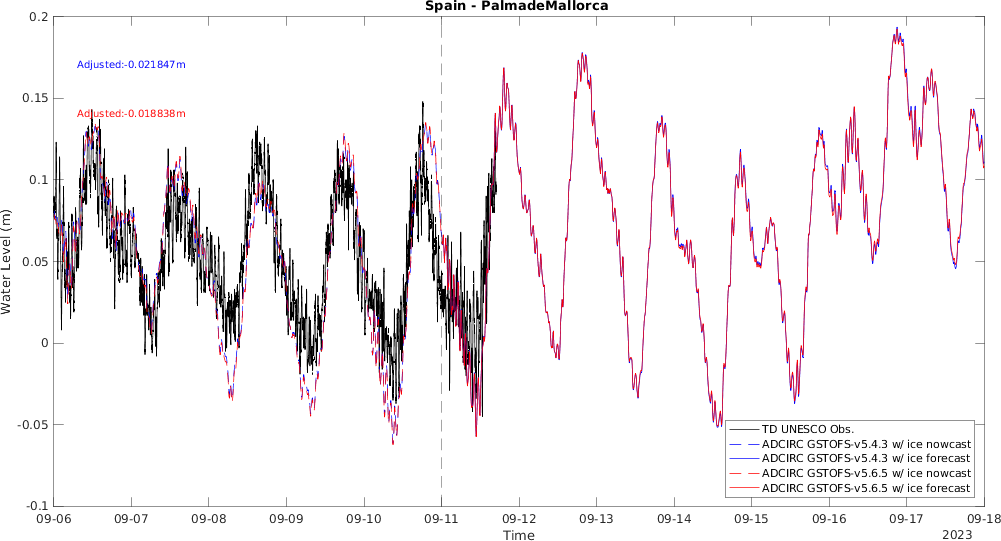 Spain - PalmadeMallorca
Adjusted:-0.021847m
Adjusted:-0.018838m
Water Level (m)
0.2
0.15
0.1
0.05
0
-0.05
-0.1
09-06 09-07 09-08 09-09 09-10 09-11 09-12 09-13 09-14 09-15 09-16 09-17 09-18
Time
2023
TD UNESCO Obs.
ADCIRC GSTOFS-v5.4.3 w/ ice nowcast
ADCIRC GSTOFS-v5.4.3 w/ ice forecast
ADCIRC GSTOFS-v5.6.5 w/ ice nowcast
ADCIRC GSTOFS-v5.6.5 w/ ice forecast